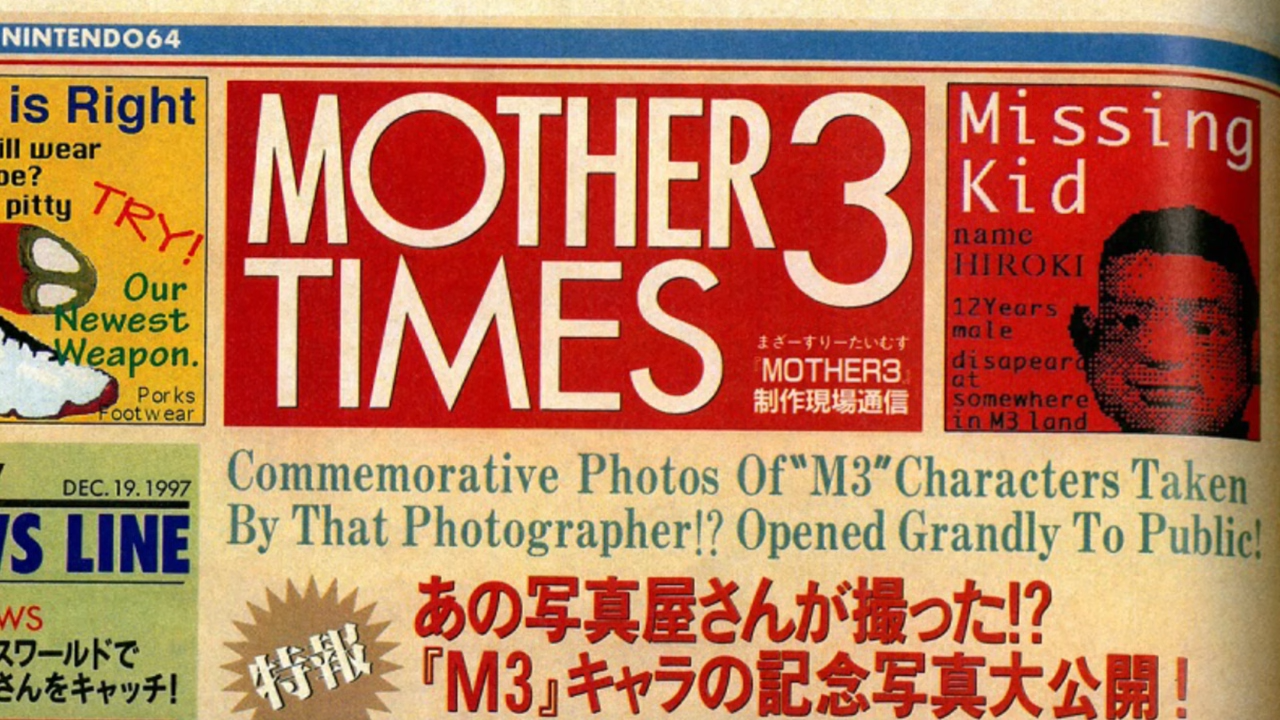 NINTENDO64
is Right
ill wear
pe?
pitty
TRY!
Our
Newest
Weapon.
Porks
Footwear
MOTHER3
TIMES
まざーすりーたいむす
『MOTHER3』
制作現場通信
Missing
Kid
name
HIROKI
12Years
male
disapeard
at
somewhere
in M3 land
DEC.19.1997
WS LINE
WS
スワールドで
さんをキャッチ!
Commemorative Photos Of"M3"Characters Taken
By That Photographer!? Opened Grandly To Public!
特報
あの写真屋さんが撮った!?
『M3』キャラの記念写真大公開!